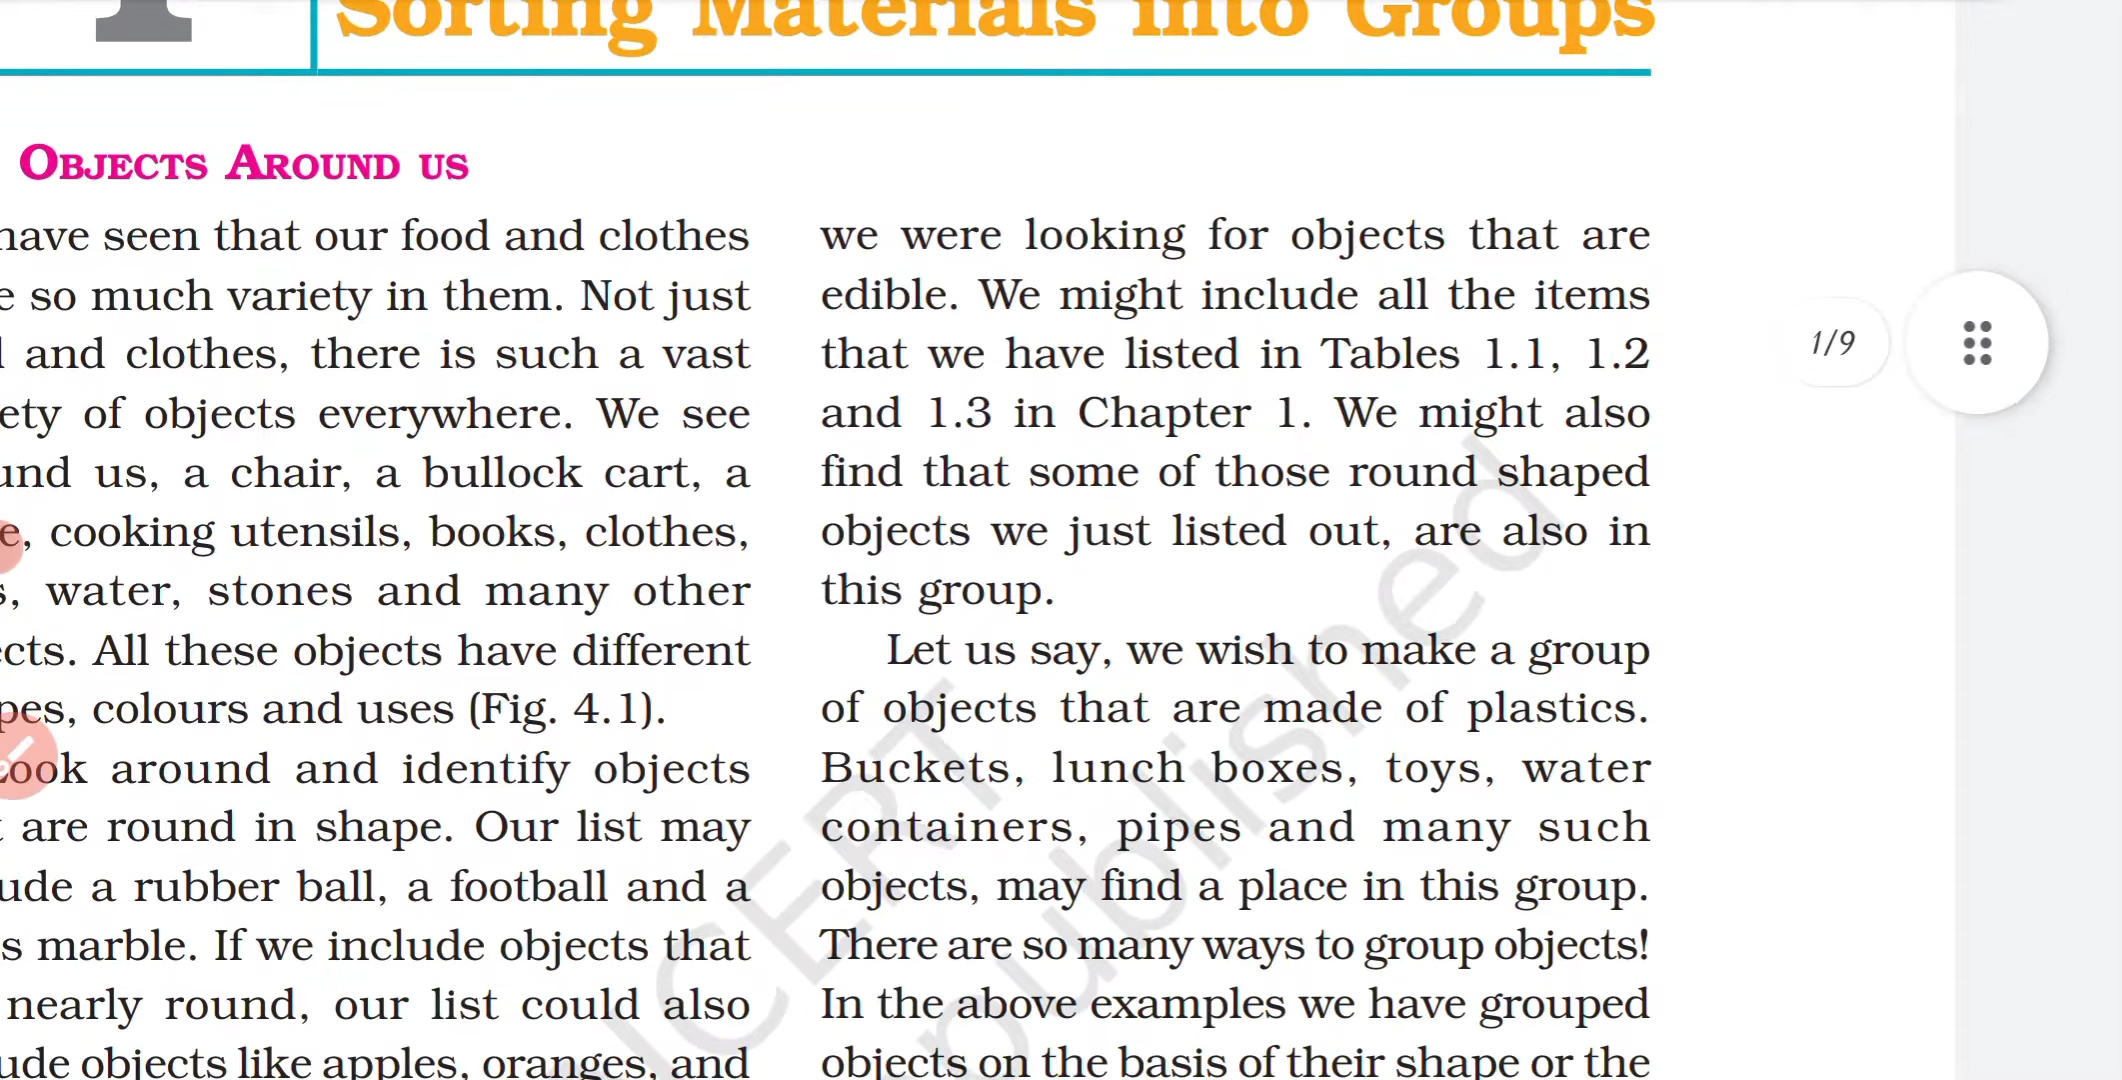 Sorting Materials into Groups
OBJECTS AROUND US
have seen that our food and clothes
so much variety in them. Not just
and clothes, there is such a vast
of objects everywhere. We see
us, a chair, a bullock cart, a
cooking utensils, books, clothes,
water, stones and many other
All these objects have different
colours and uses (Fig. 4.1).
around and identify objects
are round in shape. Our list may
a rubber ball, a football and a
marble. If we include objects that
nearly round, our list could also
objects like apples, oranges, and
we were looking for objects that are
edible. We might include all the items
that we have listed in Tables 1.1, 1.2
and 1.3 in Chapter 1. We might also
find that some of those round shaped
objects we just listed out, are also in
this group.
Let us say, we wish to make a group
of objects that are made of plastics.
Buckets, lunch boxes, toys, water
containers, pipes and many such
objects, may find a place in this group.
There are so many ways to group objects!
In the above examples we have grouped
objects on the basis of their shape or the
1/9